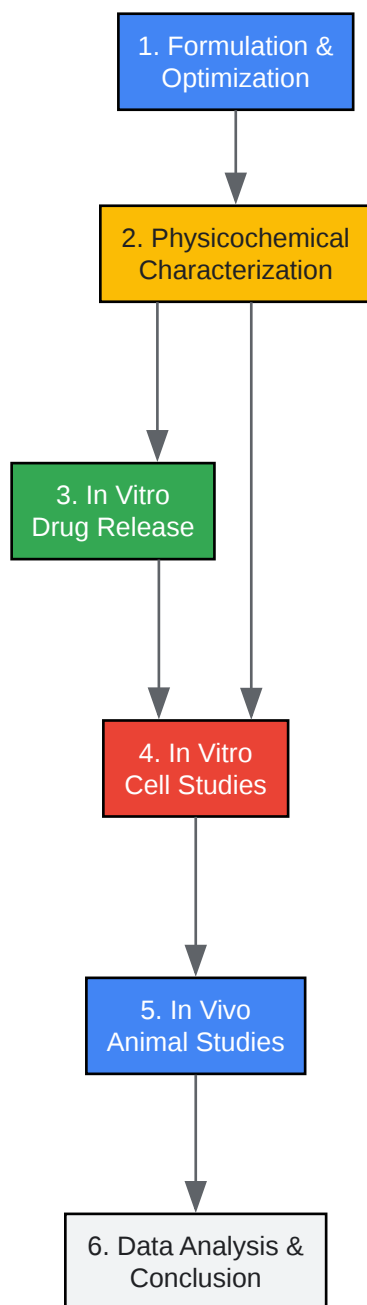 1. Formulation &
Optimization
2. Physicochemical
Characterization
3. In Vitro
Drug Release
4. In Vitro
Cell Studies
5. In Vivo
Animal Studies
6. Data Analysis &
Conclusion